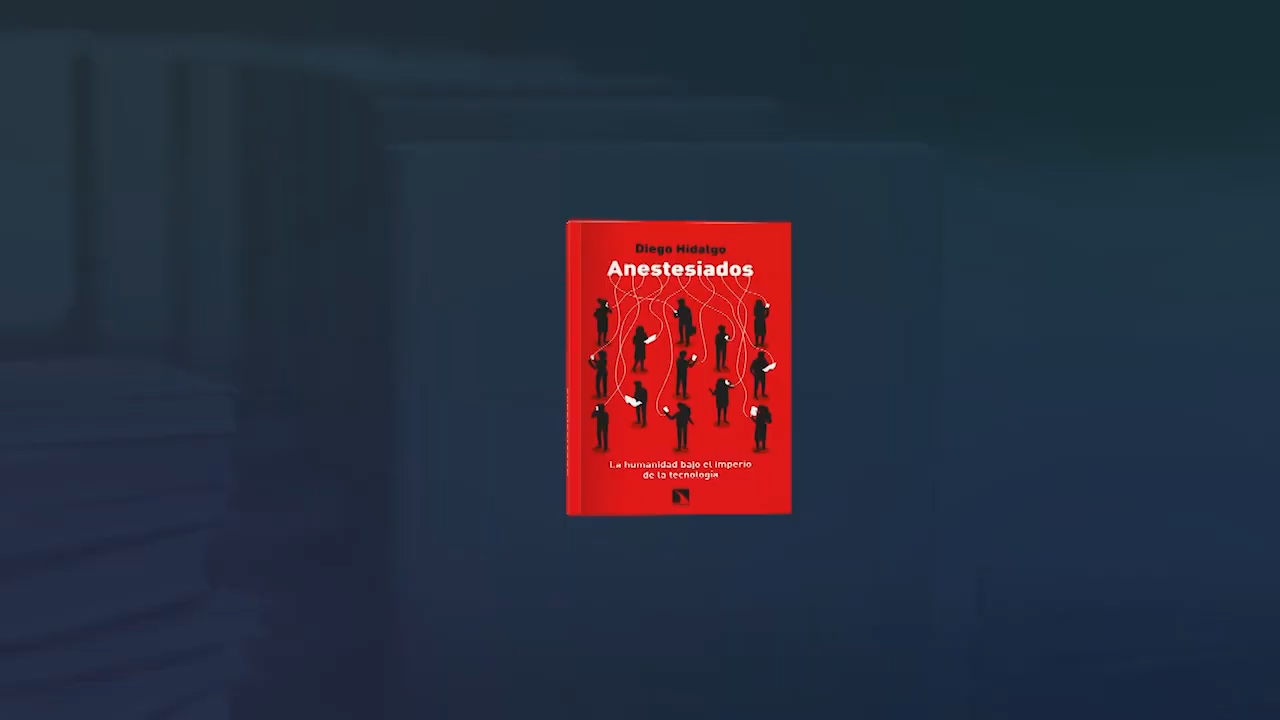 Diego Hidalgo
Anestesiados
La humanidad bajo el imperio
de la tecnología